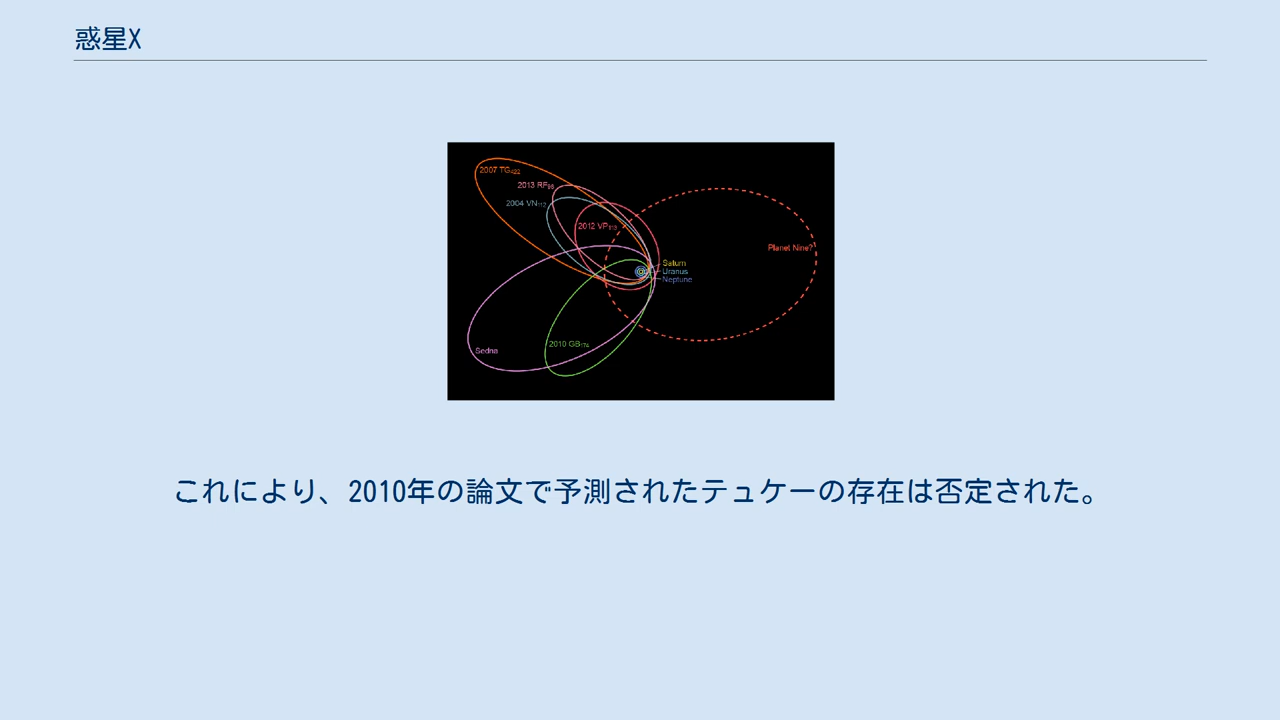 惑星X
2007 TG422
2013 RF98
2004 VN112
2012 VP113
Planet Nine?
Saturn
Uranus
Neptune
Sedna
2010 GB174
これにより、2010年の論文で予測されたテュケーの存在は否定された。